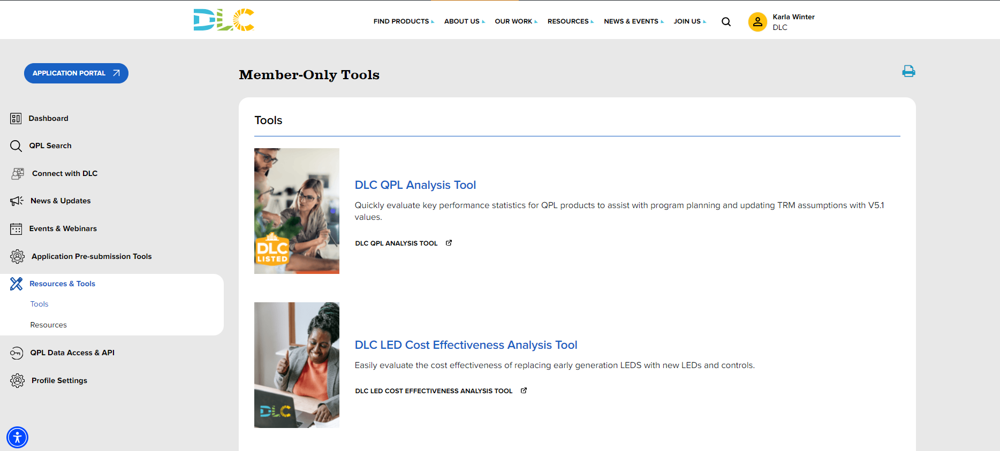 DLC
FIND PRODUCTS
ABOUT US
OUR WORK
RESOURCES
NEWS & EVENTS
JOIN US
Karla Winter
DLC
APPLICATION PORTAL
Dashboard
QPL Search
Connect with DLC
News & Updates
Events & Webinars
Application Pre-submission Tools
Resources & Tools
Tools
Resources
QPL Data Access & API
Profile Settings
Member-Only Tools
Tools
DLC
LISTED
DLC QPL Analysis Tool
Quickly evaluate key performance statistics for QPL products to assist with program planning and updating TRM assumptions with V5.1
values.
DLC QPL ANALYSIS TOOL
DLC
DLC LED Cost Effectiveness Analysis Tool
Easily evaluate the cost effectiveness of replacing early generation LEDS with new LEDs and controls.
DLC LED COST EFFECTIVENESS ANALYSIS TOOL